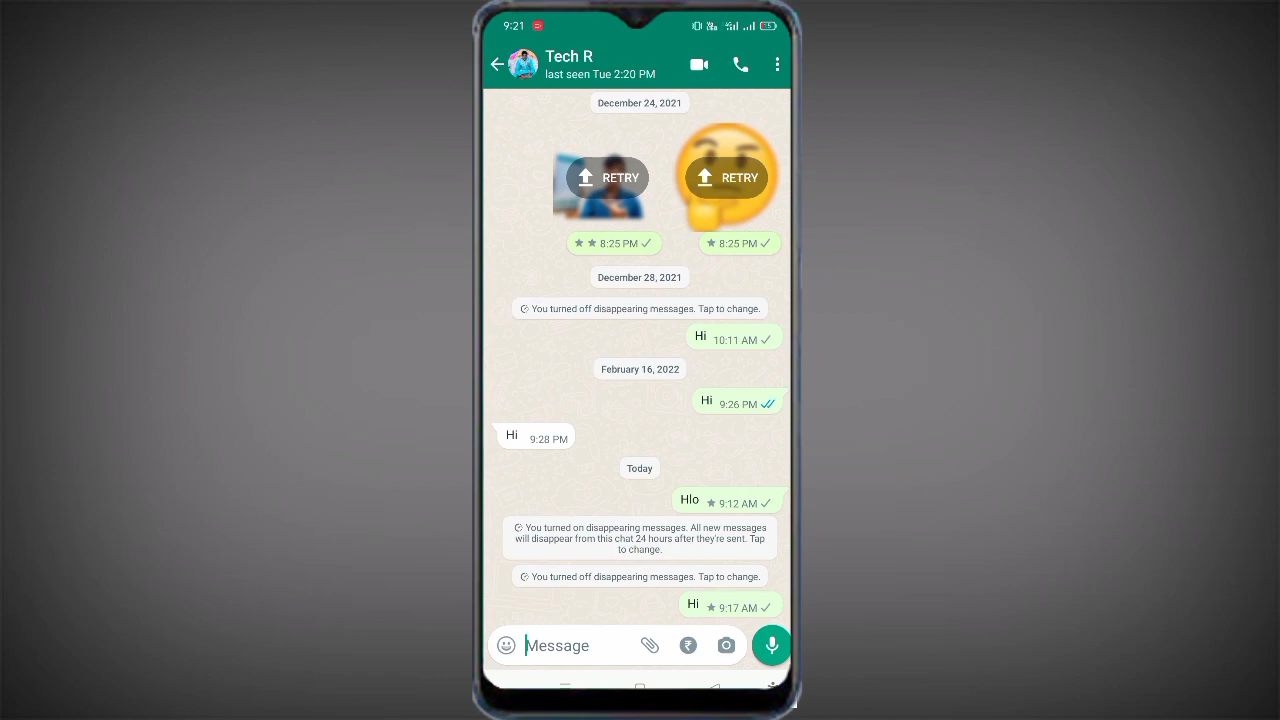 9:21
Tech R
last seen Tue 2:20 PM
December 24, 2021
RETRY
RETRY
8:25 PM
8:25 PM
December 28, 2021
You turned off disappearing messages. Tap to change.
Hi 10:11 AM
February 16, 2022
Hi 9:26 PM
Hi 9:28 PM
Today
Hlo 9:12 AM
You turned on disappearing messages. All new messages
will disappear from this chat 24 hours after they're sent. Tap
to change.
You turned off disappearing messages. Tap to change.
Hi 9:17 AM
Message
₹